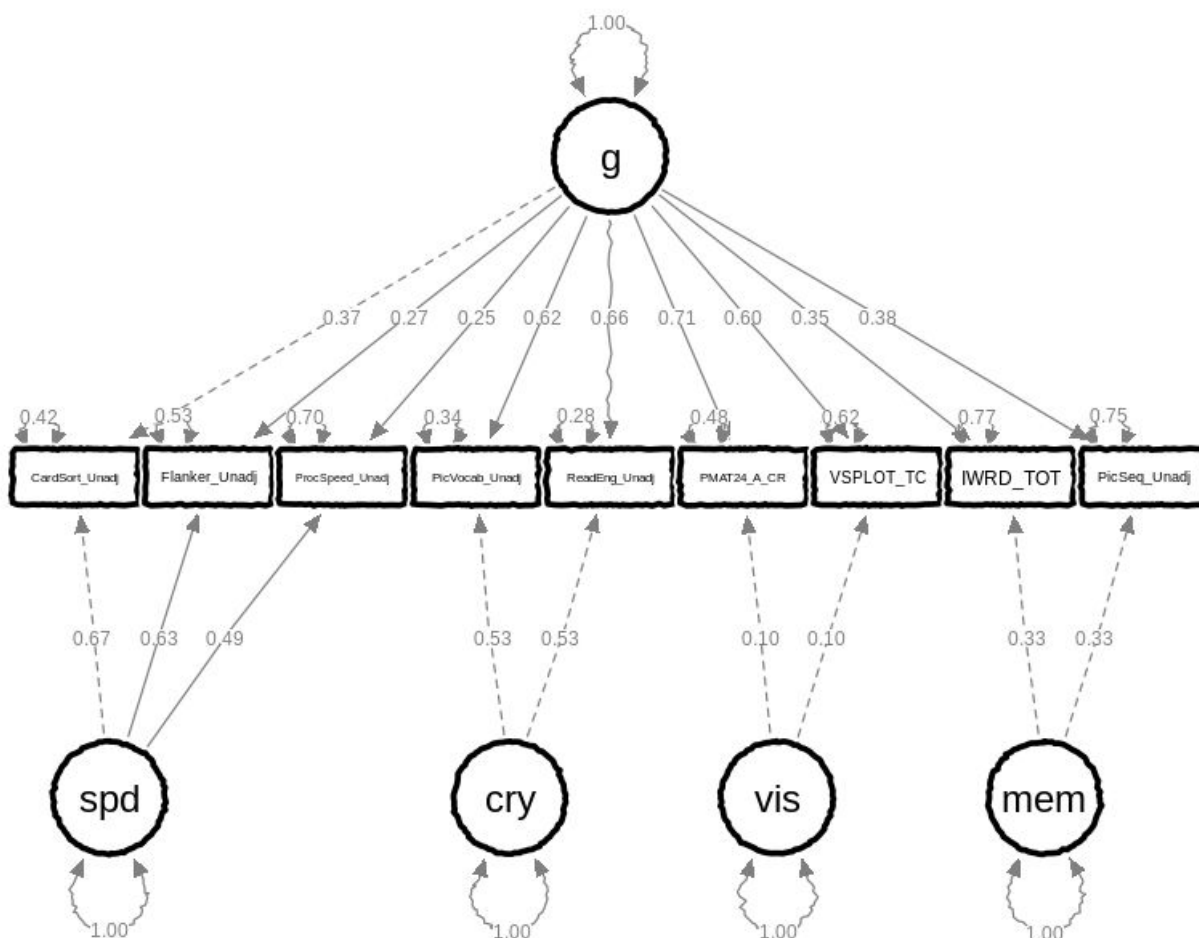 1.00
g
0.37 0.27 0.25 0.62 0.66 0.71 0.60 0.35 0.38
0.42 0.53 0.70 0.34 0.28 0.48 0.62 0.77 0.75
CardSort_Unadj Flanker_Unadj ProcSpeed_Unadj PicVocab_Unadj ReadEng_Unadj PMAT24_A_CR VSPLOT_TC IWRD_TOT PicSeq_Unadj
0.67 0.63 0.49 0.53 0.53 0.10 0.10 0.33 0.33
spd cry vis mem
1.00 1.00 1.00 1.00